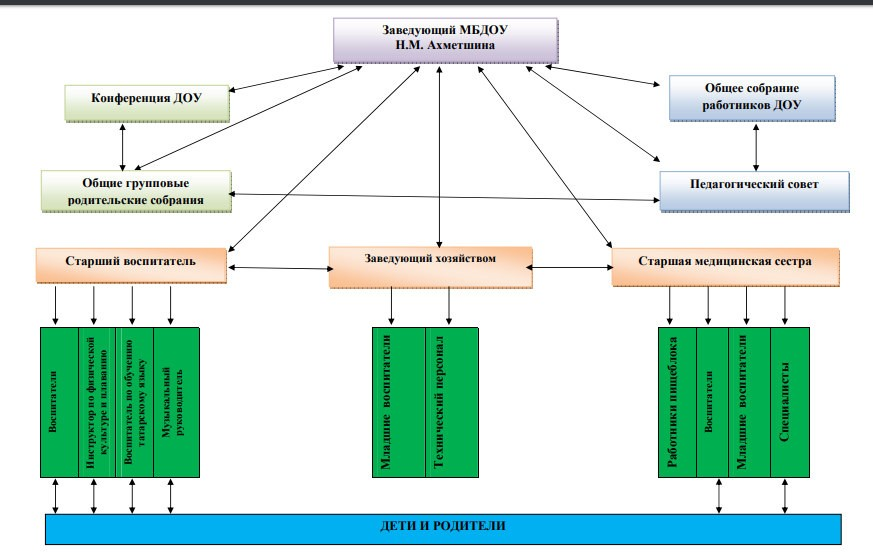 Заведующий МБДОУ
Н.М. Ахметшина
Конференция ДОУ
Общее собрание
работников ДОУ
Общие групповые
родительские собрания
Педагогический совет
Старший воспитатель
Заведующий хозяйством
Старшая медицинская сестра
Воспитатели
Инструктор по физической
культуре и плаванию
Воспитатель по обучению
татарскому языку
Музыкальный
руководитель
Младшие воспитатели
Технический персонал
Работники пищеблока
Воспитатели
Младшие воспитатели
Специалисты
ДЕТИ И РОДИТЕЛИ